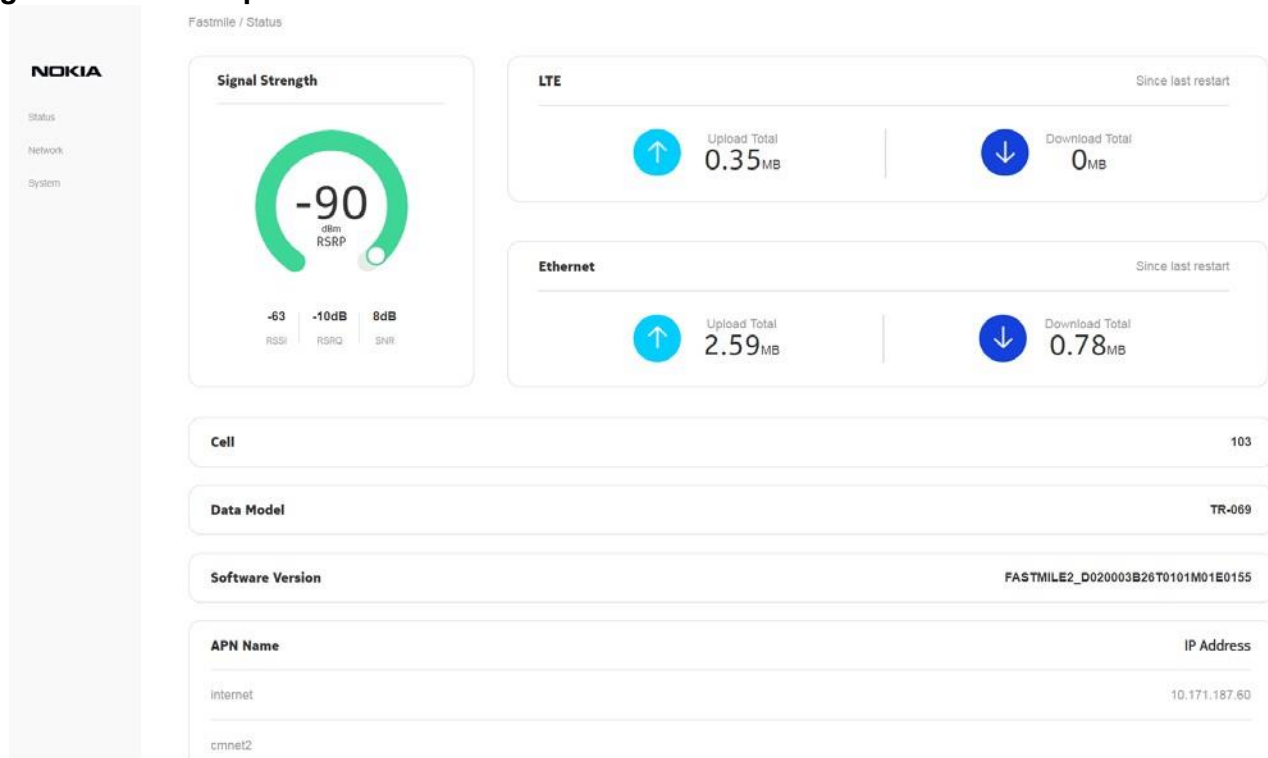 Fastmile / Status
NOKIA
Status
Network
System
Signal Strength
-90
dBm
RSRP
-63 -10dB 8dB
RSSI RSRQ SNR
LTE Since last restart
Upload Total Download Total
0.35MB 0MB
Ethernet Since last restart
Upload Total Download Total
2.59MB 0.78MB
Cell 103
Data Model TR-069
Software Version FASTMILE2_D020003B26T0101M01E0155
APN Name IP Address
internet 10.171.187.60
cmnet2